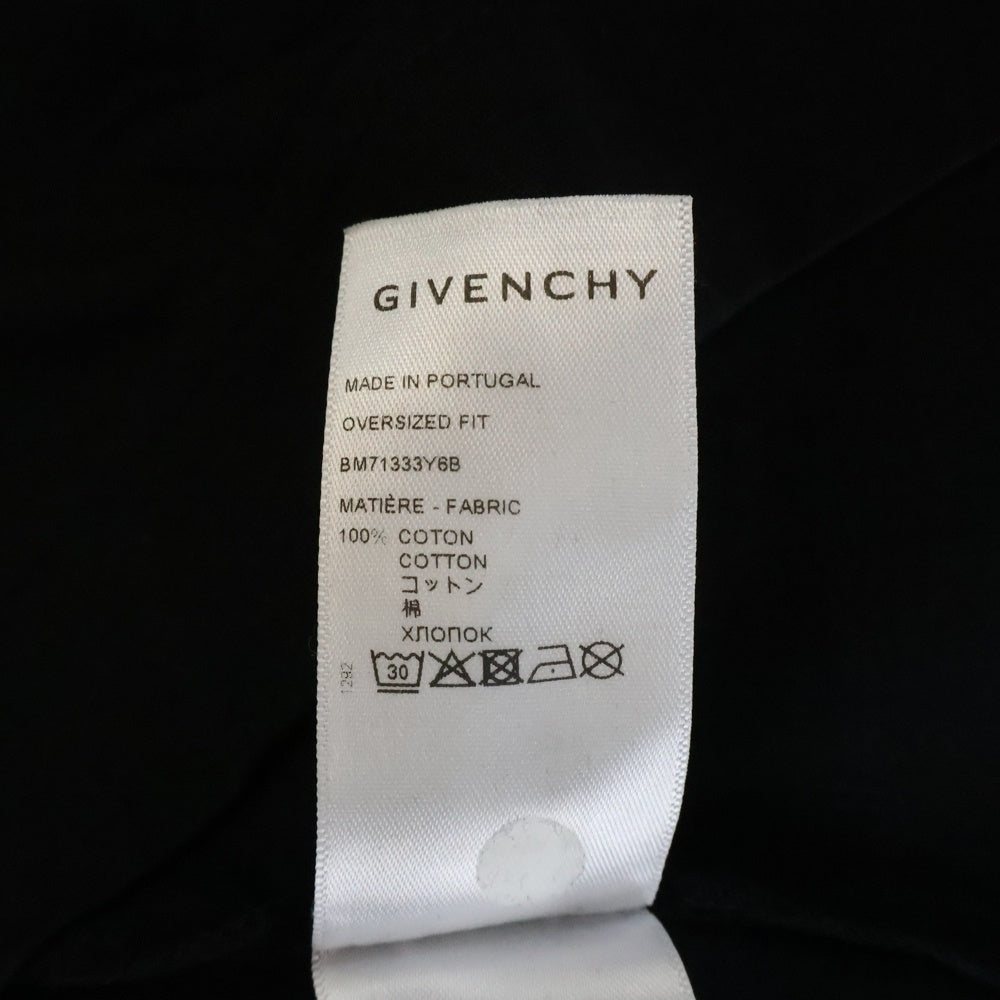 GIVENCHY
MADE IN PORTUGAL
OVERSIZED FIT
BM71333Y6B
MATIÈRE - FABRIC
100% COTON
COTTON
コットン
棉
ХЛОПОК
30
1292